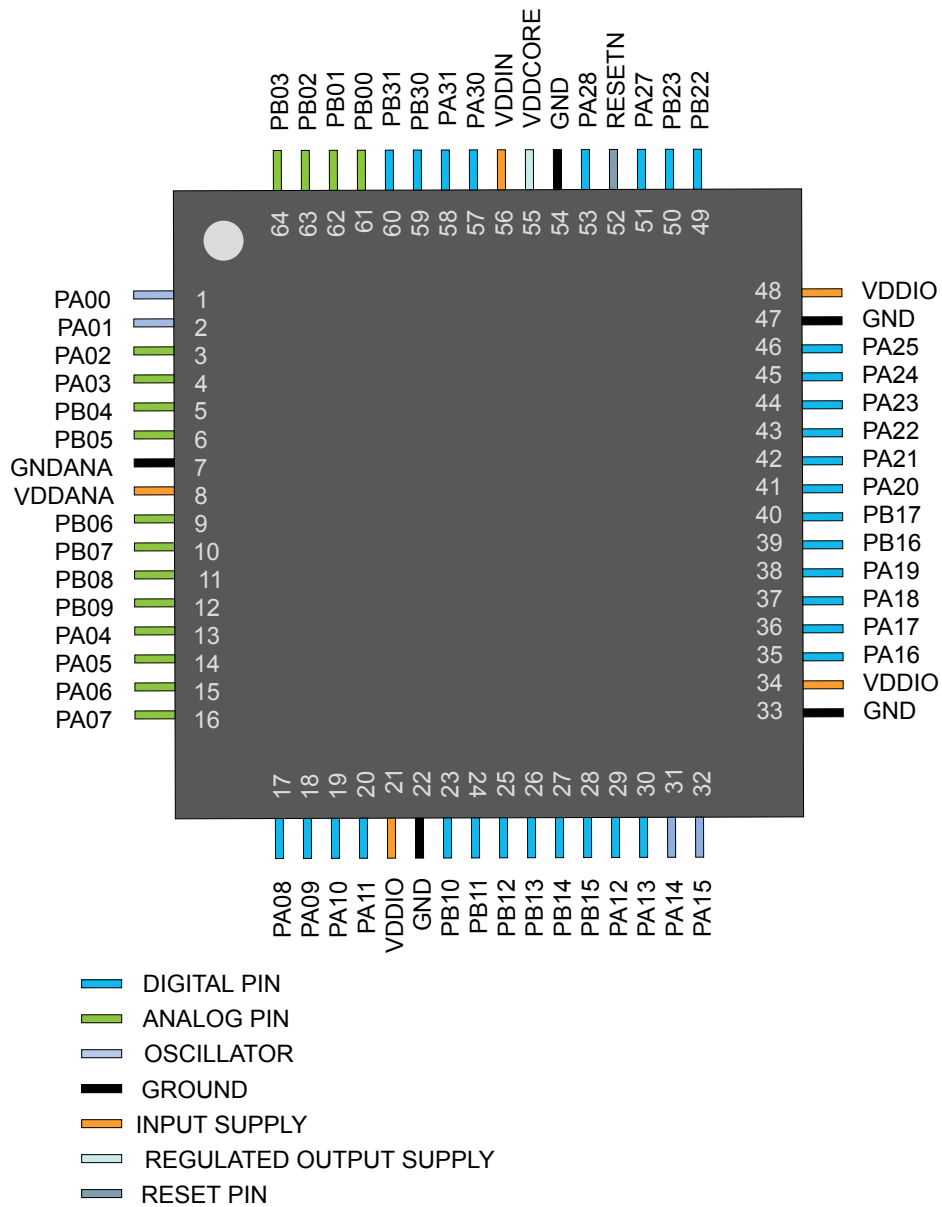 PB03
PB02
PB01
PB00
PB31
PB30
PA31
PA30
VDDIN
VDDCORE
GND
PA28
RESETN
PA27
PB23
PB22
64
63
62
61
60
59
58
57
56
55
54
53
52
51
50
49
PA00 1
PA01 2
PA02 3
PA03 4
PB04 5
PB05 6
GNDANA 7
VDDANA 8
PB06 9
PB07 10
PB08 11
PB09 12
PA04 13
PA05 14
PA06 15
PA07 16
48 VDDIO
47 GND
46 PA25
45 PA24
44 PA23
43 PA22
42 PA21
41 PA20
40 PB17
39 PB16
38 PA19
37 PA18
36 PA17
35 PA16
34 VDDIO
33 GND
17
18
19
20
21
22
23
24
25
26
27
28
29
30
31
32
PA08
PA09
PA10
PA11
VDDIO
GND
PB10
PB11
PB12
PB13
PB14
PB15
PA12
PA13
PA14
PA15
DIGITAL PIN
ANALOG PIN
OSCILLATOR
GROUND
INPUT SUPPLY
REGULATED OUTPUT SUPPLY
RESET PIN